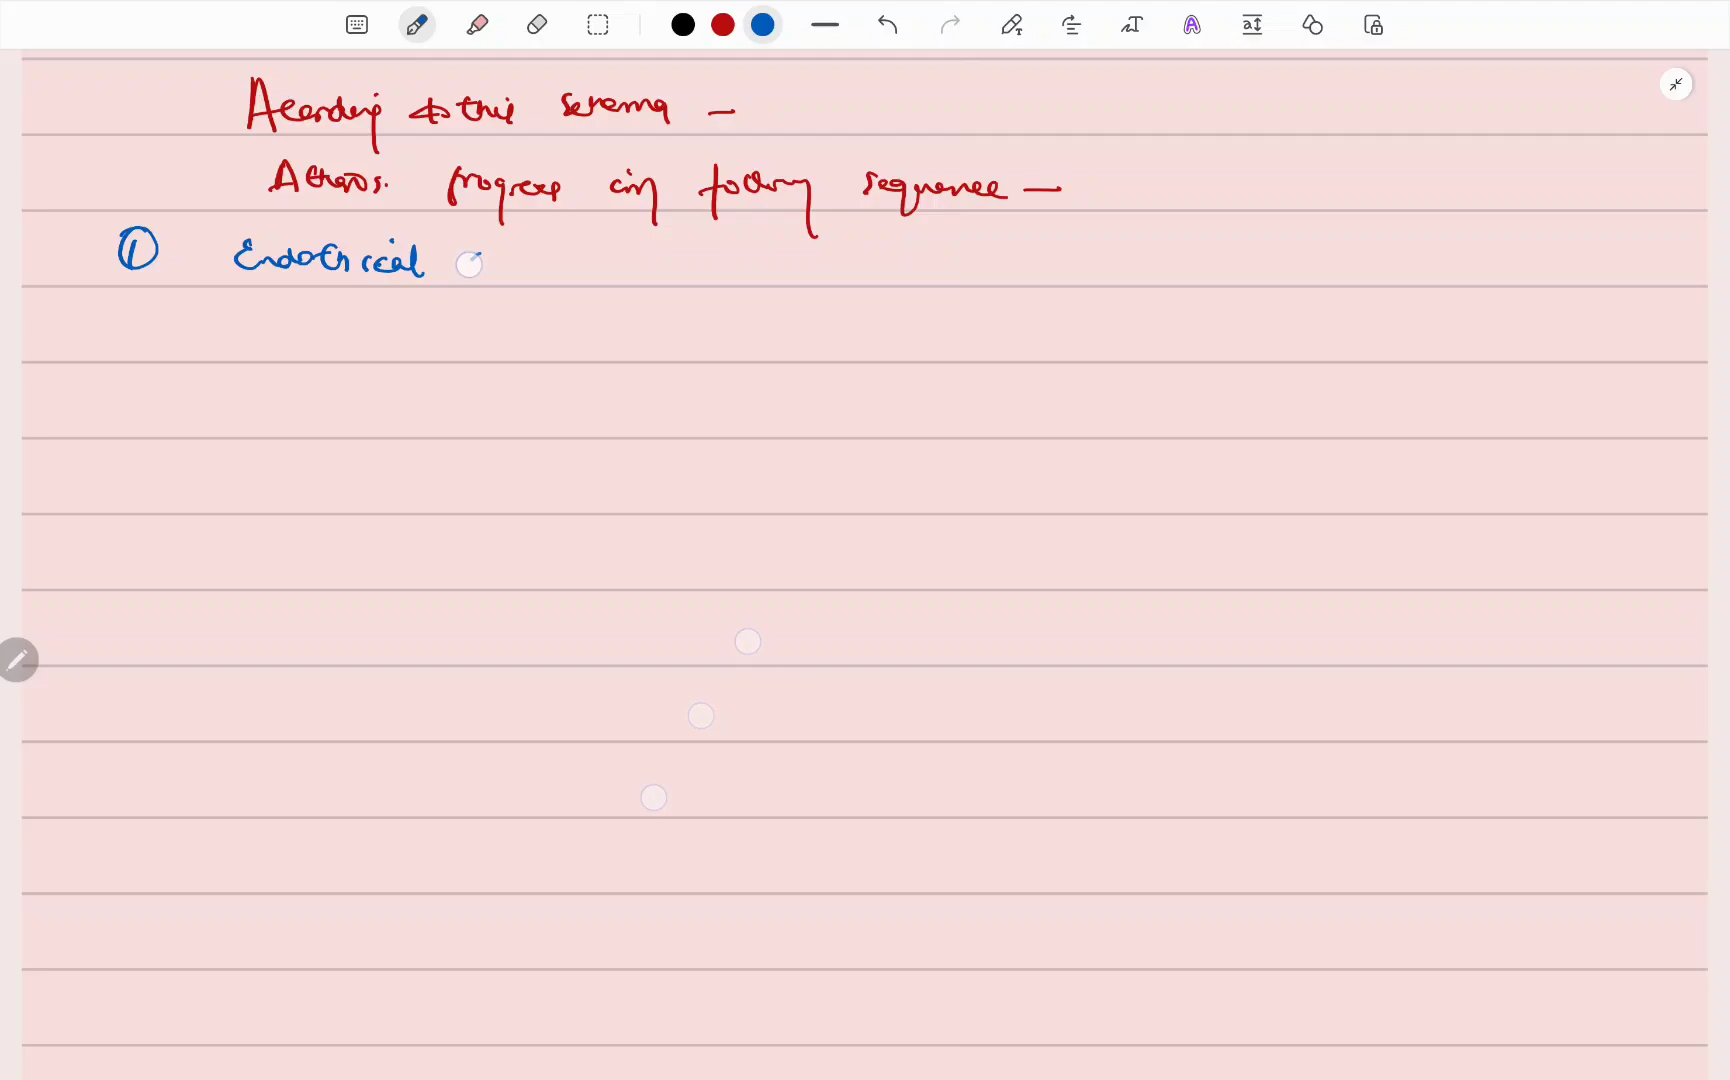 According to this schema —
Atheros. progress in following sequence —
① Endothelial